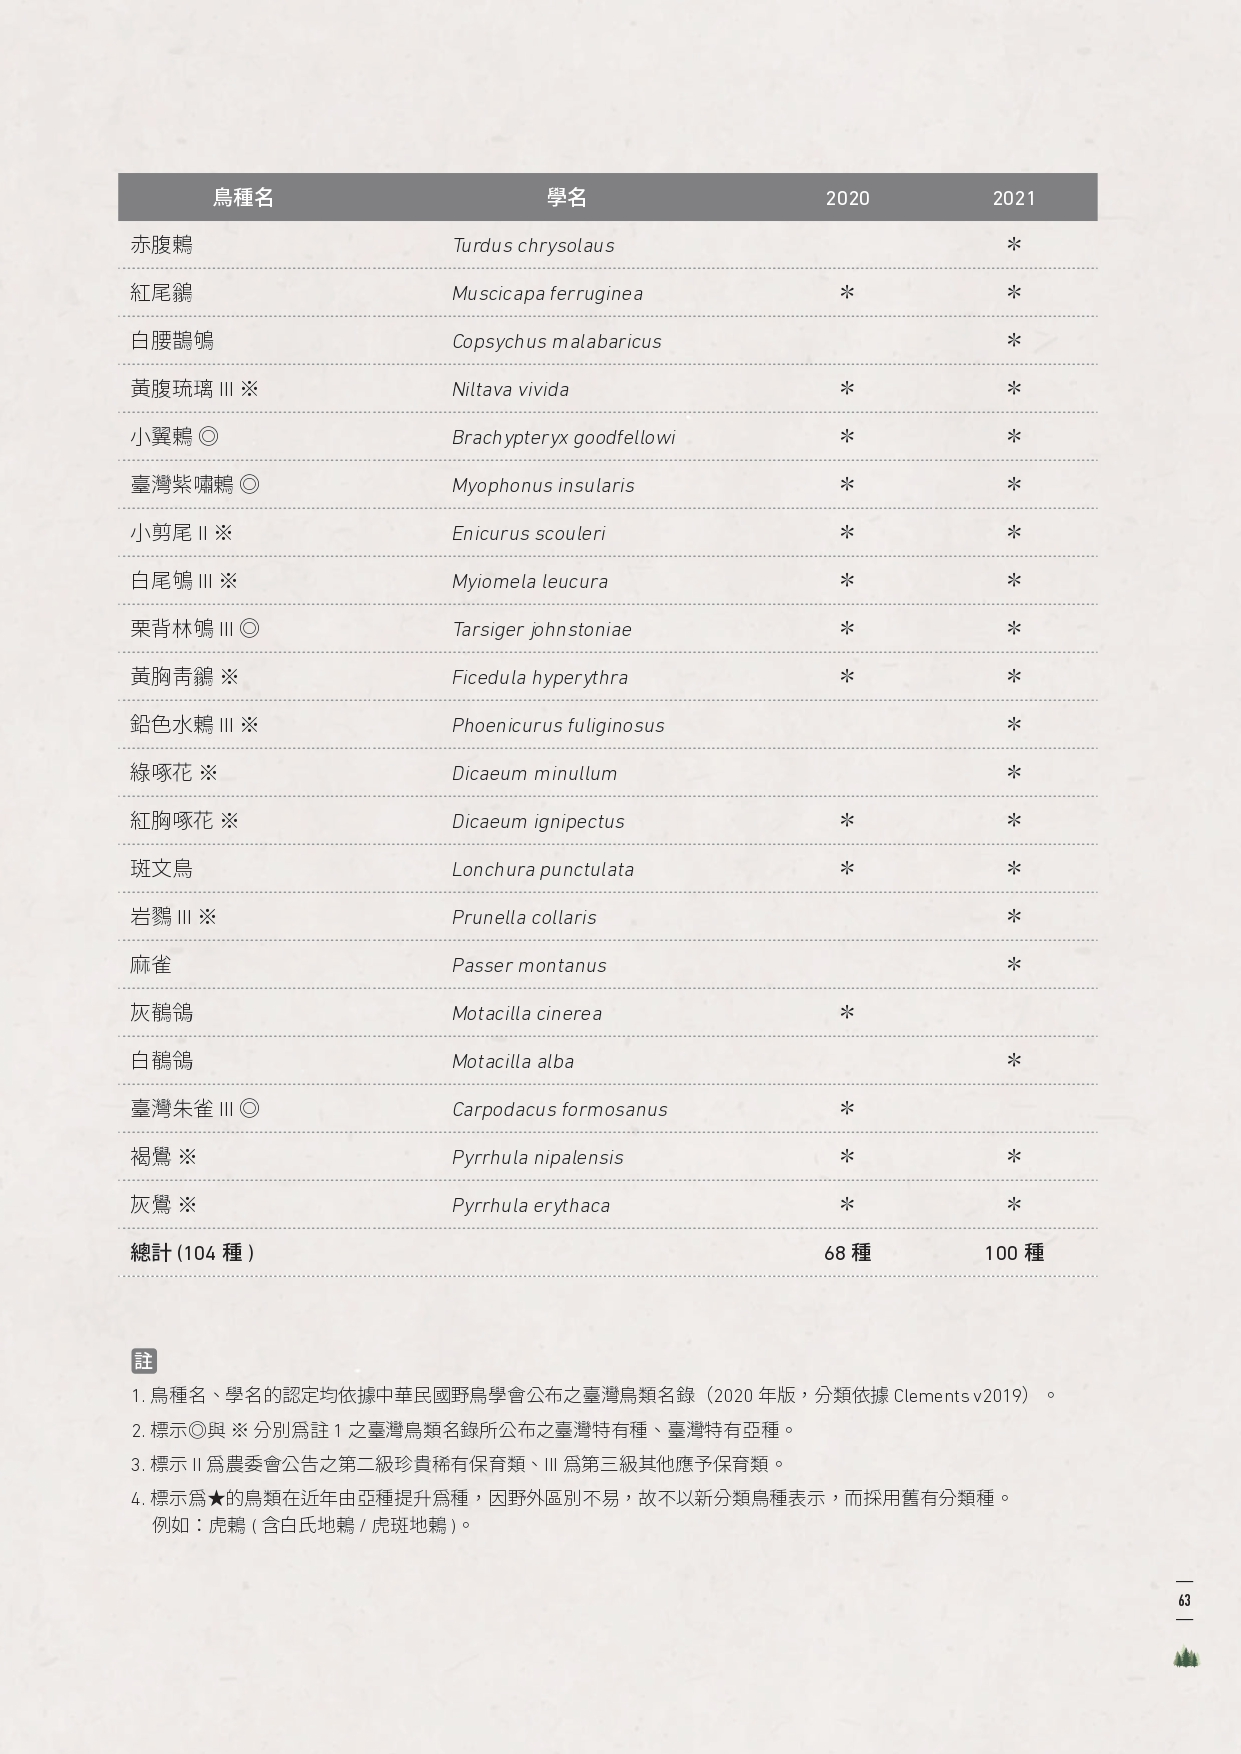 鳥種名 學名 2020 2021
赤腹鶇 Turdus chrysolaus ＊
紅尾鶲 Muscicapa ferruginea ＊ ＊
白腰鵲鴝 Copsychus malabaricus ＊
黃腹琉璃 III ※ Niltava vivida ＊ ＊
小翼鶇 ◎ Brachypteryx goodfellowi ＊ ＊
臺灣紫嘯鶇 ◎ Myophonus insularis ＊ ＊
小剪尾 II ※ Enicurus scouleri ＊ ＊
白尾鴝 III ※ Myiomela leucura ＊ ＊
栗背林鴝 III ◎ Tarsiger johnstoniae ＊ ＊
黃胸青鶲 ※ Ficedula hyperythra ＊ ＊
鉛色水鶇 III ※ Phoenicurus fuliginosus ＊
綠啄花 ※ Dicaeum minullum ＊
紅胸啄花 ※ Dicaeum ignipectus ＊ ＊
斑文鳥 Lonchura punctulata ＊ ＊
岩鷚 III ※ Prunella collaris ＊
麻雀 Passer montanus ＊
灰鶺鴒 Motacilla cinerea ＊
白鶺鴒 Motacilla alba ＊
臺灣朱雀 III ◎ Carpodacus formosanus ＊
褐鷽 ※ Pyrrhula nipalensis ＊ ＊
灰鷽 ※ Pyrrhula erythaca ＊ ＊
總計 (104 種 ) 68 種 100 種
註
1. 鳥種名、學名的認定均依據中華民國野鳥學會公布之臺灣鳥類名錄（2020 年版，分類依據 Clements v2019）。
2. 標示◎與 ※ 分別為註 1 之臺灣鳥類名錄所公布之臺灣特有種、臺灣特有亞種。
3. 標示 II 為農委會公告之第二級珍貴稀有保育類、III 為第三級其他應予保育類。
4. 標示為★的鳥類在近年由亞種提升為種，因野外區別不易，故不以新分類鳥種表示，而採用舊有分類種。
例如：虎鶇 ( 含白氏地鶇 / 虎斑地鶇 )。
63